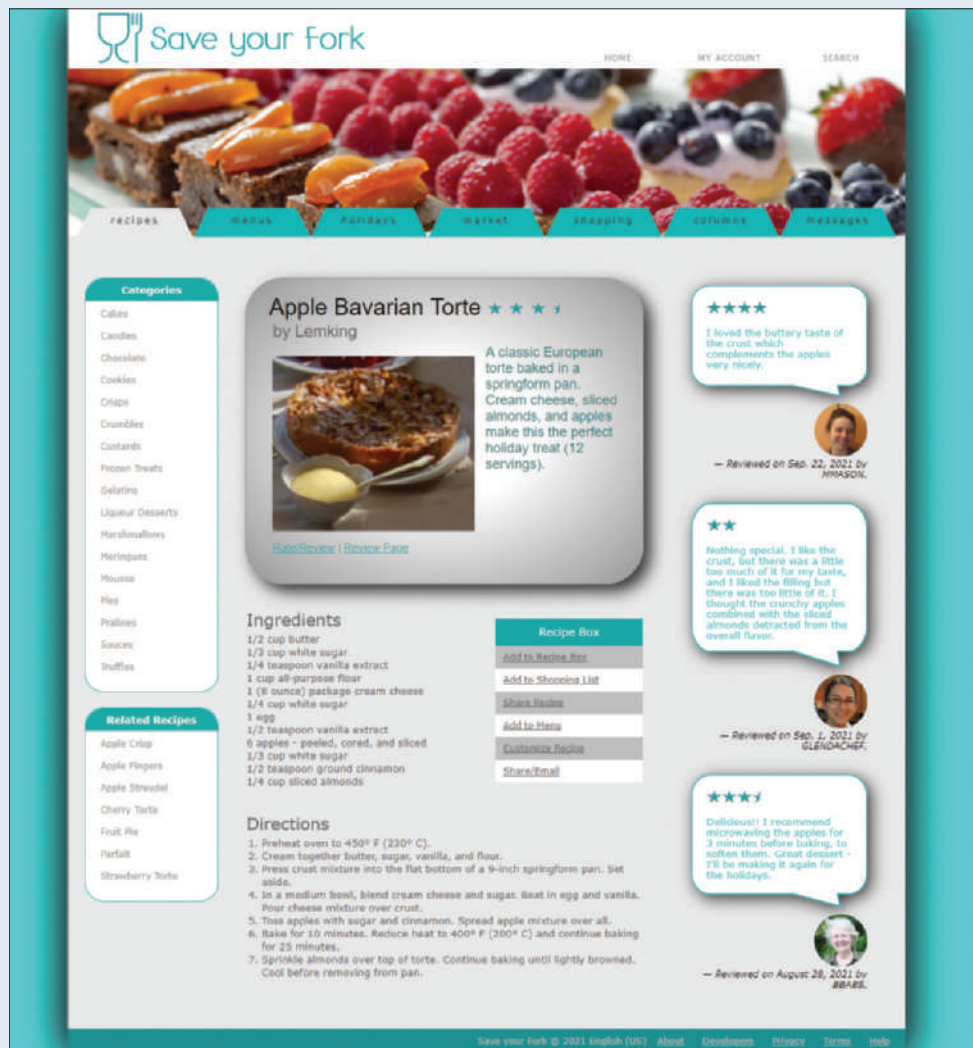 Save your Fork
HOME MY ACCOUNT SEARCH
recipes menus holidays market shopping columns messages
Categories
Cakes
Candies
Chocolate
Cookies
Crisps
Crumbles
Custards
Frozen Treats
Gelatins
Liqueur Desserts
Marshmallows
Meringues
Mousse
Pies
Pralines
Sauces
Truffles
Related Recipes
Apple Crisp
Apple Fingers
Apple Streudel
Cherry Torte
Fruit Pie
Parfait
Strawberry Torte
Apple Bavarian Torte ★ ★ ★
by Lemking
A classic European
torte baked in a
springform pan.
Cream cheese, sliced
almonds, and apples
make this the perfect
holiday treat (12
servings).
Rate/Review | Review Page
Ingredients
1/2 cup butter
1/3 cup white sugar
1/4 teaspoon vanilla extract
1 cup all-purpose flour
1 (8 ounce) package cream cheese
1/4 cup white sugar
1 egg
1/2 teaspoon vanilla extract
6 apples - peeled, cored, and sliced
1/3 cup white sugar
1/2 teaspoon ground cinnamon
1/4 cup sliced almonds
Recipe Box
Add to Recipe Box
Add to Shopping List
Share Recipe
Add to Menu
Customize Recipe
Share/Email
Directions
1. Preheat oven to 450º F (230º C).
2. Cream together butter, sugar, vanilla, and flour.
3. Press crust mixture into the flat bottom of a 9-inch springform pan. Set
aside.
4. In a medium bowl, blend cream cheese and sugar. Beat in egg and vanilla.
Pour cheese mixture over crust.
5. Toss apples with sugar and cinnamon. Spread apple mixture over all.
6. Bake for 10 minutes. Reduce heat to 400º F (200º C) and continue baking
for 25 minutes.
7. Sprinkle almonds over top of torte. Continue baking until lightly browned.
Cool before removing from pan.
★★★★
I loved the buttery taste of
the crust which
complements the apples
very nicely.
— Reviewed on Sep. 22, 2021 by
MMASON.
★★
Nothing special. I like the
crust, but there was a little
too much of it for my taste,
and I liked the filling but
there was too little of it. I
thought the crunchy apples
combined with the sliced
almonds detracted from the
overall flavor.
— Reviewed on Sep. 1, 2021 by
GLENDACHEF.
★★★
Delicious!! I recommend
microwaving the apples for
3 minutes before baking, to
soften them. Great dessert -
I'll be making it again for
the holidays.
— Reviewed on August 28, 2021 by
BBABS.
Save your Fork © 2021 English (US) About Developers Privacy Terms Help